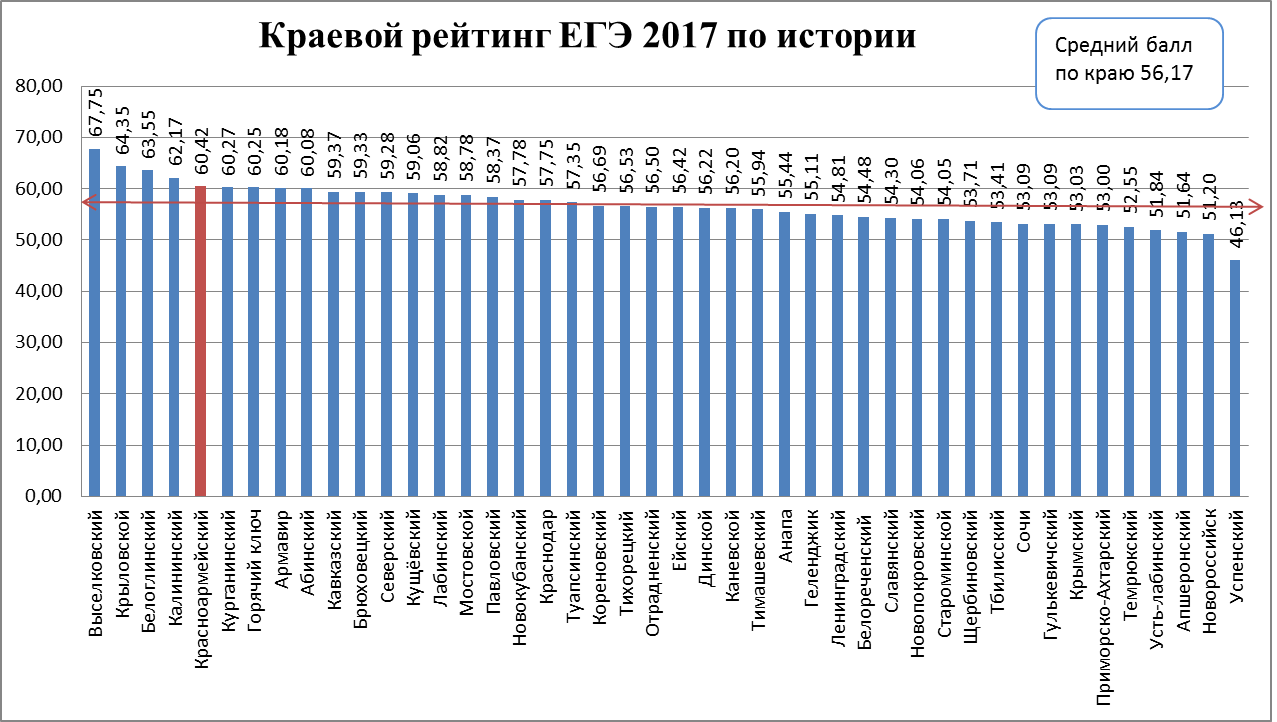 Краевой рейтинг ЕГЭ 2017 по истории
Средний балл
по краю 56,17
80,00
70,00
60,00
50,00
40,00
30,00
20,00
10,00
0,00
67,75
64,35
63,55
62,17
60,42
60,27
60,25
60,18
60,08
59,37
59,33
59,28
59,06
58,82
58,78
58,37
57,78
57,75
57,35
56,69
56,53
56,50
56,42
56,22
56,20
55,94
55,44
55,11
54,81
54,48
54,30
54,06
54,05
53,71
53,41
53,09
53,09
53,03
53,00
52,55
51,84
51,64
51,20
46,13
Выселковский
Крыловской
Белоглинский
Калининский
Красноармейский
Курганинский
Горячий ключ
Армавир
Абинский
Кавказский
Брюховецкий
Северский
Кущёвский
Лабинский
Мостовской
Павловский
Новокубанский
Краснодар
Туапсинский
Кореновский
Тихорецкий
Отрадненский
Ейский
Динской
Каневской
Тимашевский
Анапа
Геленджик
Ленинградский
Белореченский
Славянский
Новопокровский
Староминской
Щербиновский
Тбилисский
Сочи
Гулькевичский
Крымский
Приморско-Ахтарский
Темрюкский
Усть-лабинский
Апшеронский
Новороссийск
Успенский